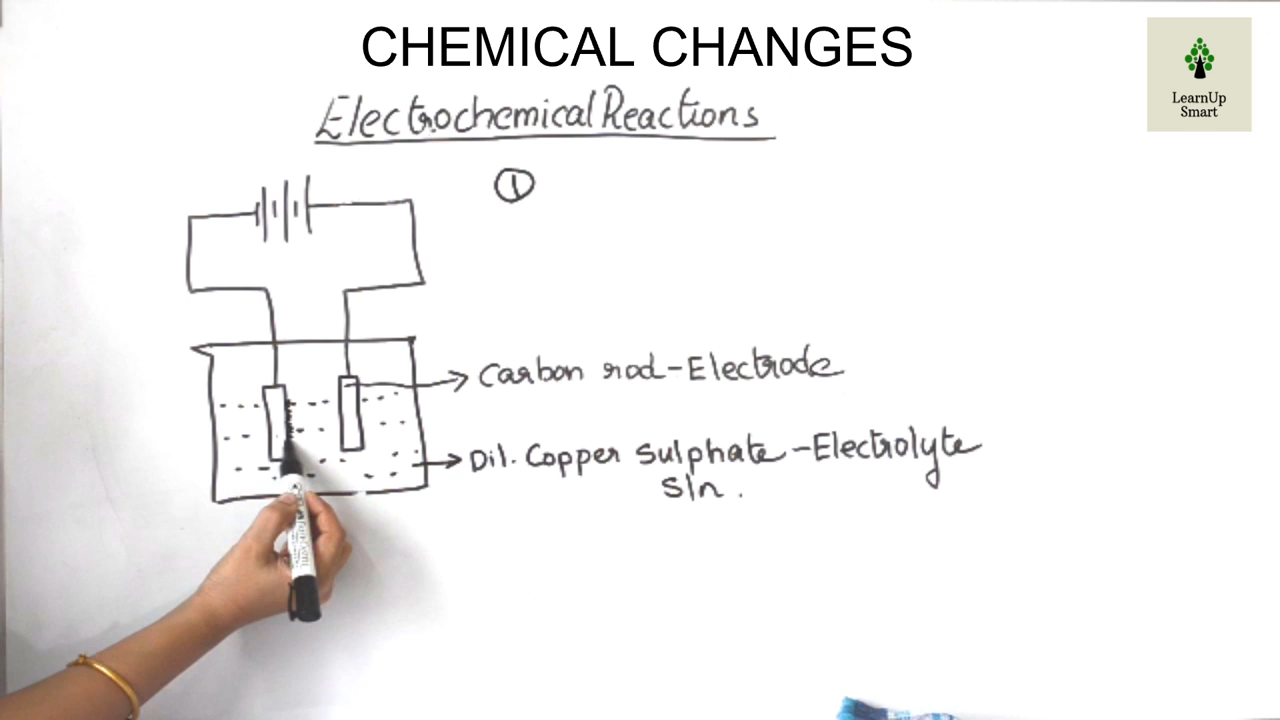 CHEMICAL CHANGES
LearnUp
Smart
Electrochemical Reactions
1
Carbon rod-Electrode
Dil. Copper sulphate -Electrolyte
Sln.